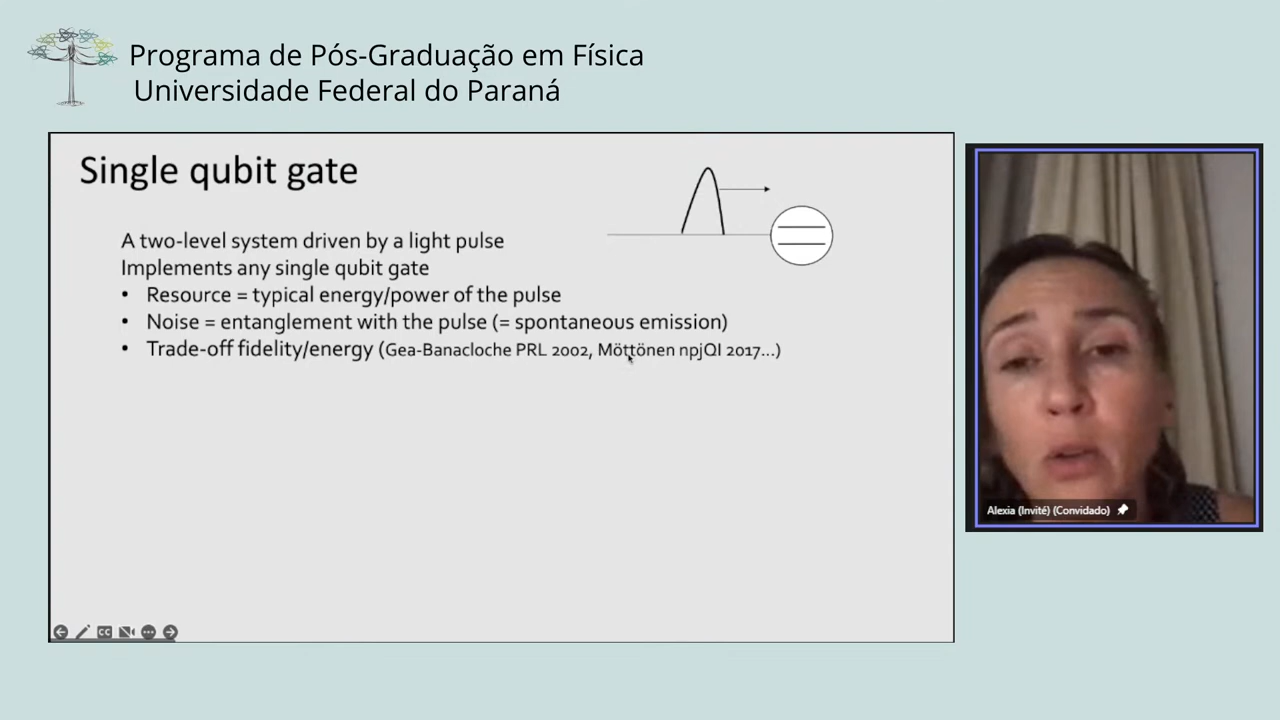 Programa de Pós-Graduação em Física
Universidade Federal do Paraná
Single qubit gate
A two-level system driven by a light pulse
Implements any single qubit gate
• Resource = typical energy/power of the pulse
• Noise = entanglement with the pulse (= spontaneous emission)
• Trade-off fidelity/energy (Gea-Banacloche PRL 2002, Möttönen npjQI 2017...)
CC
Alexia (Invité) (Convidado)